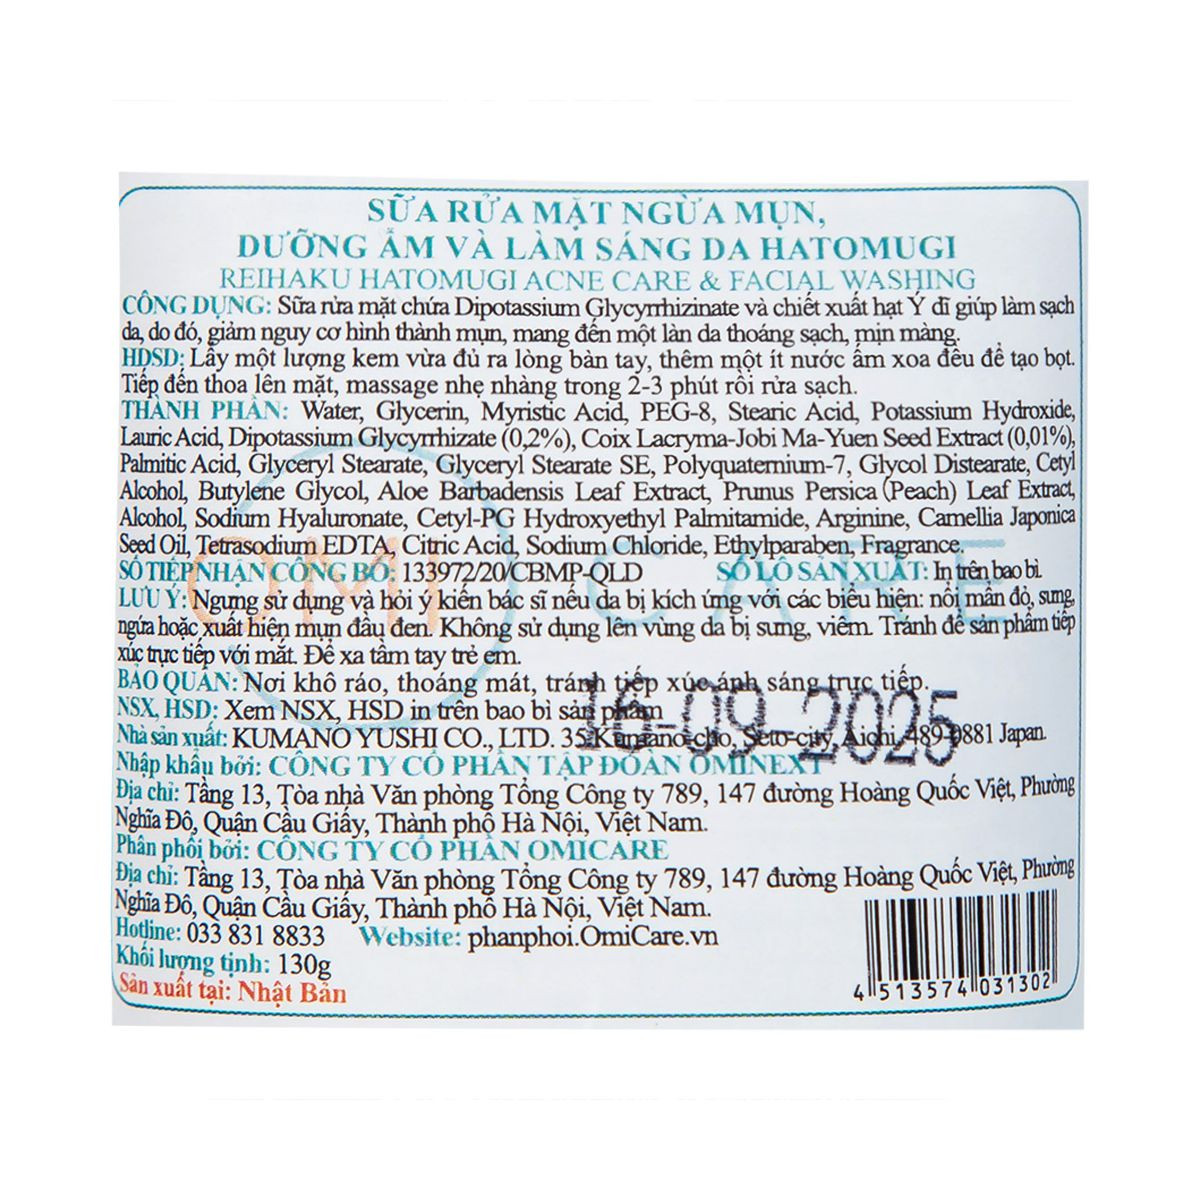 SỮA RỬA MẶT NGỪA MỤN,
DƯỠNG ẨM VÀ LÀM SÁNG DA HATOMUGI
REIHAKU HATOMUGI ACNE CARE & FACIAL WASHING
CÔNG DỤNG: Sữa rửa mặt chứa Dipotassium Glycyrrhizinate và chiết xuất hạt Ý dĩ giúp làm sạch
da, do đó, giảm nguy cơ hình thành mụn, mang đến một làn da thoáng sạch, mịn màng.
HDSD: Lấy một lượng kem vừa đủ ra lòng bàn tay, thêm một ít nước ấm xoa đều để tạo bọt.
Tiếp đến thoa lên mặt, massage nhẹ nhàng trong 2-3 phút rồi rửa sạch.
THÀNH PHẦN: Water, Glycerin, Myristic Acid, PEG-8, Stearic Acid, Potassium Hydroxide,
Lauric Acid, Dipotassium Glycyrrhizate (0,2%), Coix Lacryma-Jobi Ma-Yuen Seed Extract (0,01%),
Palmitic Acid, Glyceryl Stearate, Glyceryl Stearate SE, Polyquaternium-7, Glycol Distearate, Cetyl
Alcohol, Butylene Glycol, Aloe Barbadensis Leaf Extract, Prunus Persica (Peach) Leaf Extract,
Alcohol, Sodium Hyaluronate, Cetyl-PG Hydroxyethyl Palmitamide, Arginine, Camellia Japonica
Seed Oil, Tetrasodium EDTA, Citric Acid, Sodium Chloride, Ethylparaben, Fragrance.
OMI CARE
SỐ TIẾP NHẬN CÔNG BỐ: 133972/20/CBMP-QLD SỐ LÔ SẢN XUẤT: In trên bao bì.
LƯU Ý: Ngưng sử dụng và hỏi ý kiến bác sĩ nếu da bị kích ứng với các biểu hiện: nổi mẩn đỏ, sưng,
ngứa hoặc xuất hiện mụn đầu đen. Không sử dụng lên vùng da bị sưng, viêm. Tránh để sản phẩm tiếp
xúc trực tiếp với mắt. Để xa tầm tay trẻ em.
BẢO QUẢN: Nơi khô ráo, thoáng mát, tránh tiếp xúc ánh sáng trực tiếp.
16-09-2025
NSX, HSD: Xem NSX, HSD in trên bao bì sản phẩm
Nhà sản xuất: KUMANO YUSHI CO., LTD. 35 Kumano-cho, Seto-city, Aichi, 489-0881 Japan.
Nhập khẩu bởi: CÔNG TY CỔ PHẦN TẬP ĐOÀN OMINEXT
Địa chỉ: Tầng 13, Tòa nhà Văn phòng Tổng Công ty 789, 147 đường Hoàng Quốc Việt, Phường
Nghĩa Đô, Quận Cầu Giấy, Thành phố Hà Nội, Việt Nam.
Phân phối bởi: CÔNG TY CỔ PHẦN OMICARE
Địa chỉ: Tầng 13, Tòa nhà Văn phòng Tổng Công ty 789, 147 đường Hoàng Quốc Việt, Phường
Nghĩa Đô, Quận Cầu Giấy, Thành phố Hà Nội, Việt Nam.
Hotline: 033 831 8833 Website: phanphoi.OmiCare.vn
Khối lượng tịnh: 130g
Sản xuất tại: Nhật Bản
4 513574 031302